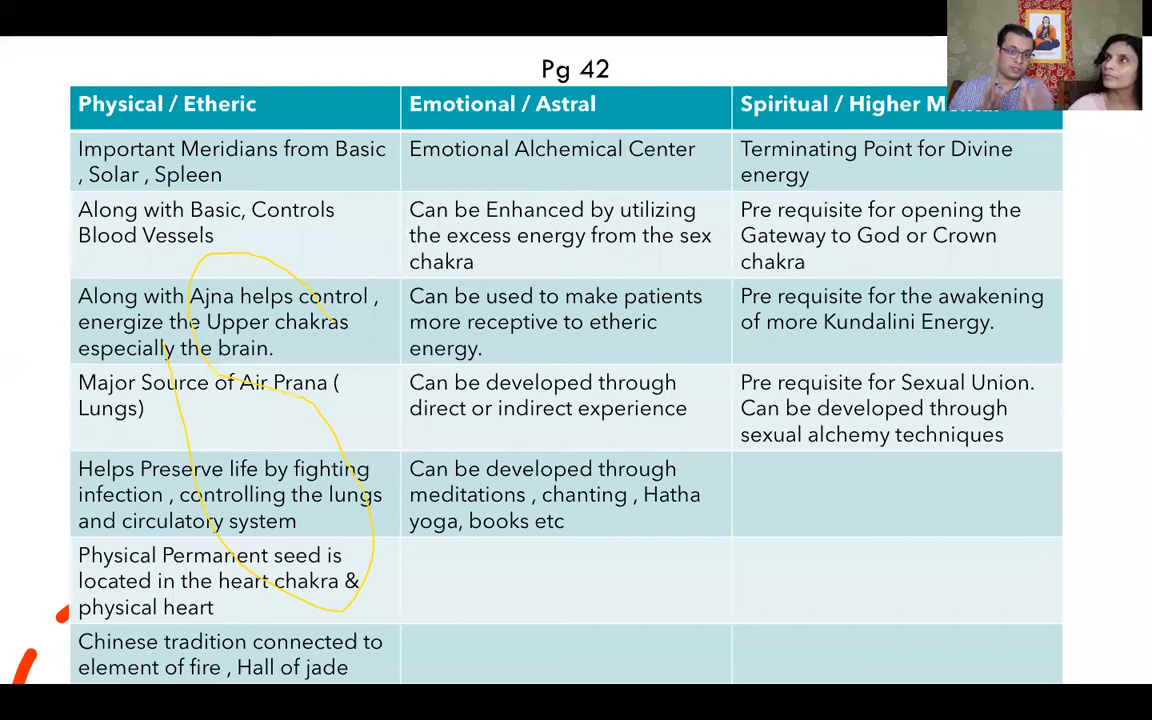 Pg 42
Physical / Etheric
Emotional / Astral
Spiritual / Higher
Important Meridians from Basic
, Solar , Spleen
Emotional Alchemical Center
Terminating Point for Divine
energy
Along with Basic, Controls
Blood Vessels
Can be Enhanced by utilizing
the excess energy from the sex
chakra
Pre requisite for opening the
Gateway to God or Crown
chakra
Along with Ajna helps control ,
energize the Upper chakras
especially the brain.
Can be used to make patients
more receptive to etheric
energy.
Pre requisite for the awakening
of more Kundalini Energy.
Major Source of Air Prana (
Lungs)
Can be developed through
direct or indirect experience
Pre requisite for Sexual Union.
Can be developed through
sexual alchemy techniques
Helps Preserve life by fighting
infection , controlling the lungs
and circulatory system
Can be developed through
meditations , chanting , Hatha
yoga, books etc
Physical Permanent seed is
located in the heart chakra &
physical heart
Chinese tradition connected to
element of fire , Hall of jade